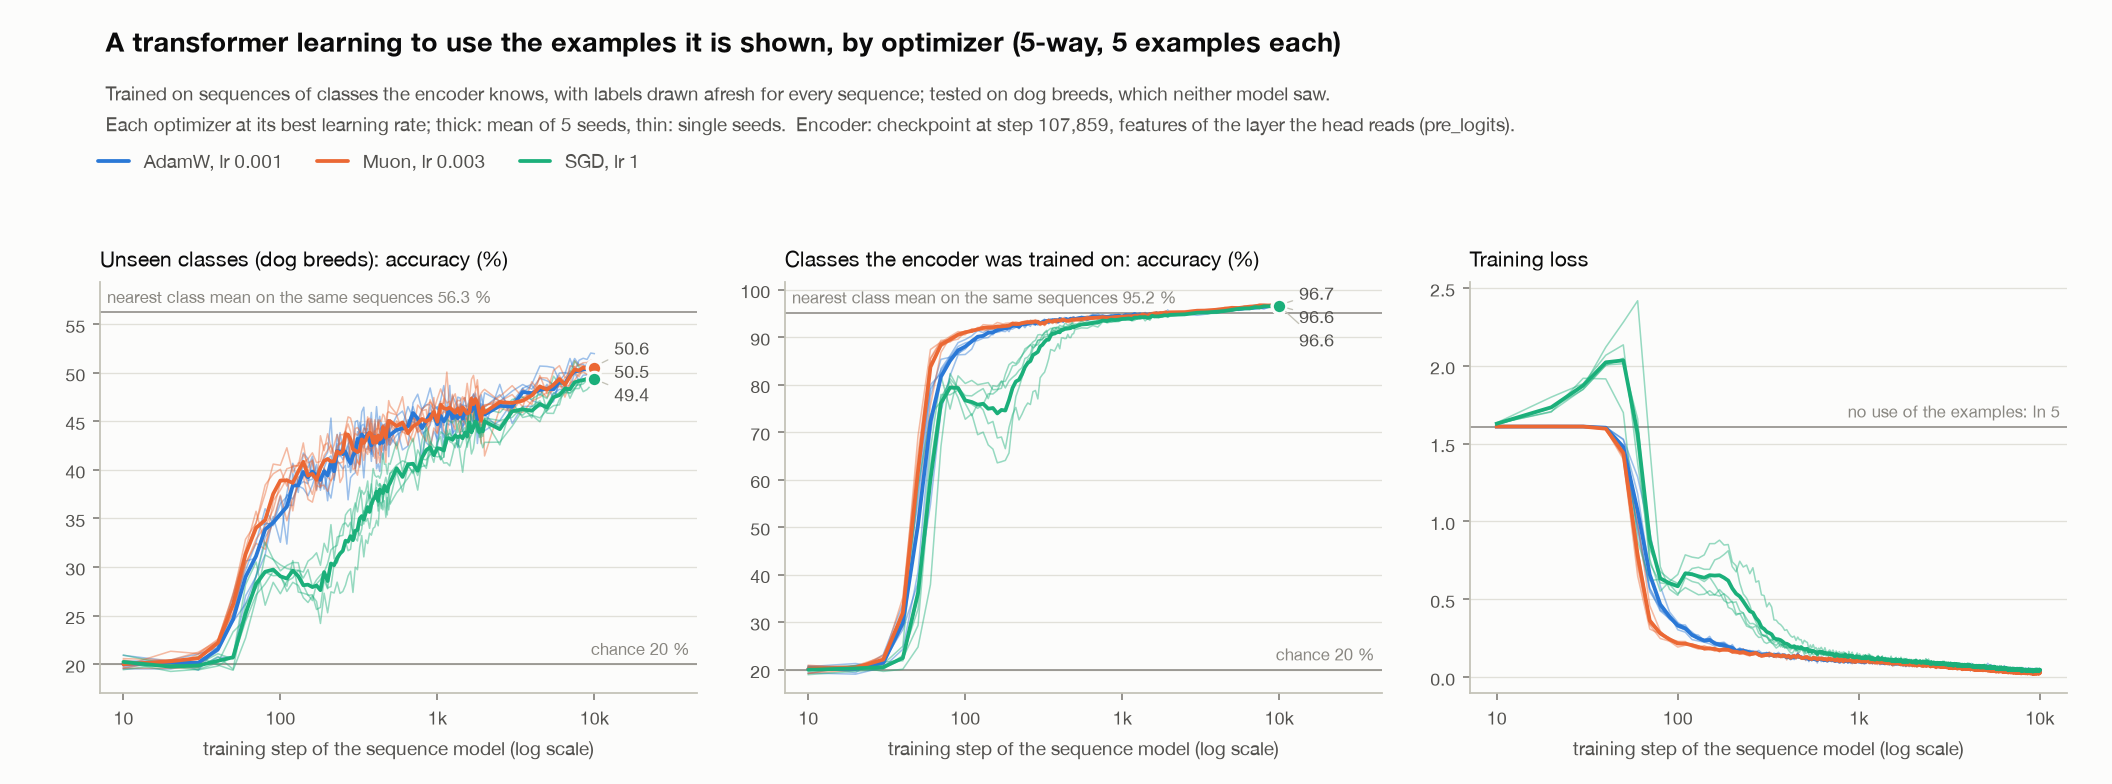 A transformer learning to use the examples it is shown, by optimizer (5-way, 5 examples each)
Trained on sequences of classes the encoder knows, with labels drawn afresh for every sequence; tested on dog breeds, which neither model saw.
Each optimizer at its best learning rate; thick: mean of 5 seeds, thin: single seeds.  Encoder: checkpoint at step 107,859, features of the layer the head reads (pre_logits).
AdamW, lr 0.001
Muon, lr 0.003
SGD, lr 1
Unseen classes (dog breeds): accuracy (%)
nearest class mean on the same sequences 56.3 %
55
50
45
40
35
30
25
20
50.6
50.5
49.4
chance 20 %
10
100
1k
10k
training step of the sequence model (log scale)
Classes the encoder was trained on: accuracy (%)
nearest class mean on the same sequences 95.2 %
100
90
80
70
60
50
40
30
20
96.7
96.6
96.6
chance 20 %
10
100
1k
10k
training step of the sequence model (log scale)
Training loss
2.5
2.0
1.5
1.0
0.5
0.0
no use of the examples: ln 5
10
100
1k
10k
training step of the sequence model (log scale)